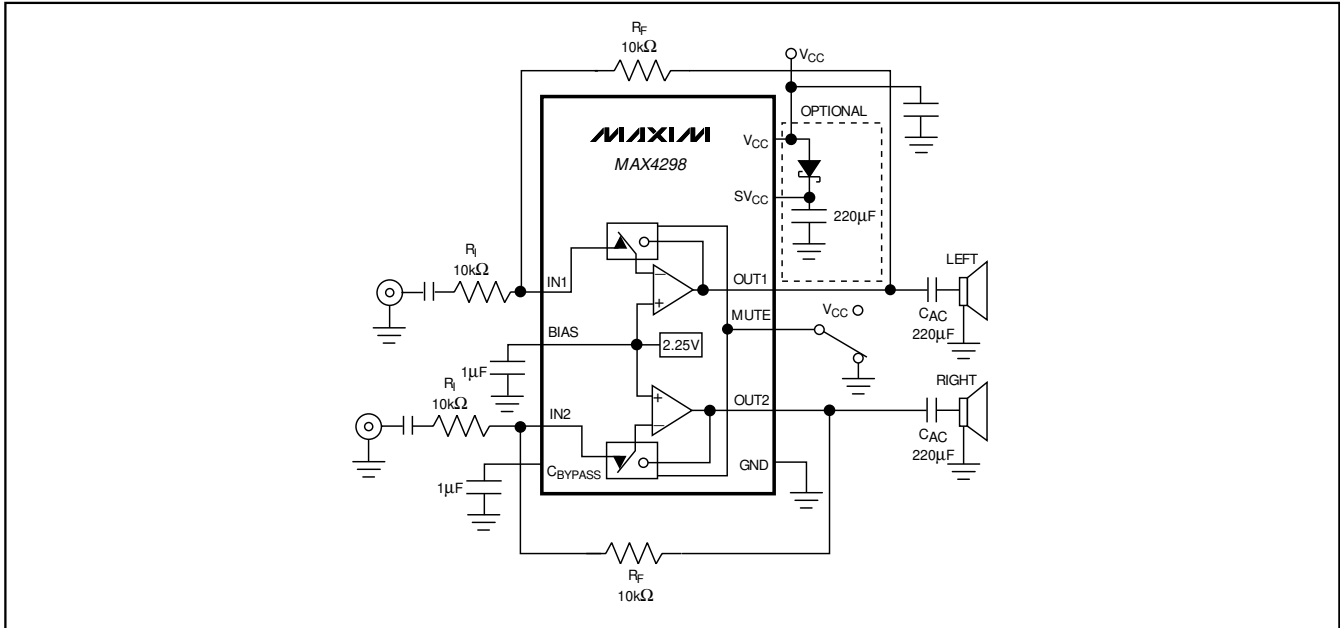 RF
10kΩ
VCC
OPTIONAL
MAXIM
MAX4298
VCC
SVCC
220µF
RI
10kΩ
IN1
OUT1
LEFT
CAC
220µF
MUTE
VCC
BIAS
2.25V
1µF
RI
10kΩ
IN2
OUT2
RIGHT
CAC
220µF
CBYPASS
GND
1µF
RF
10kΩ